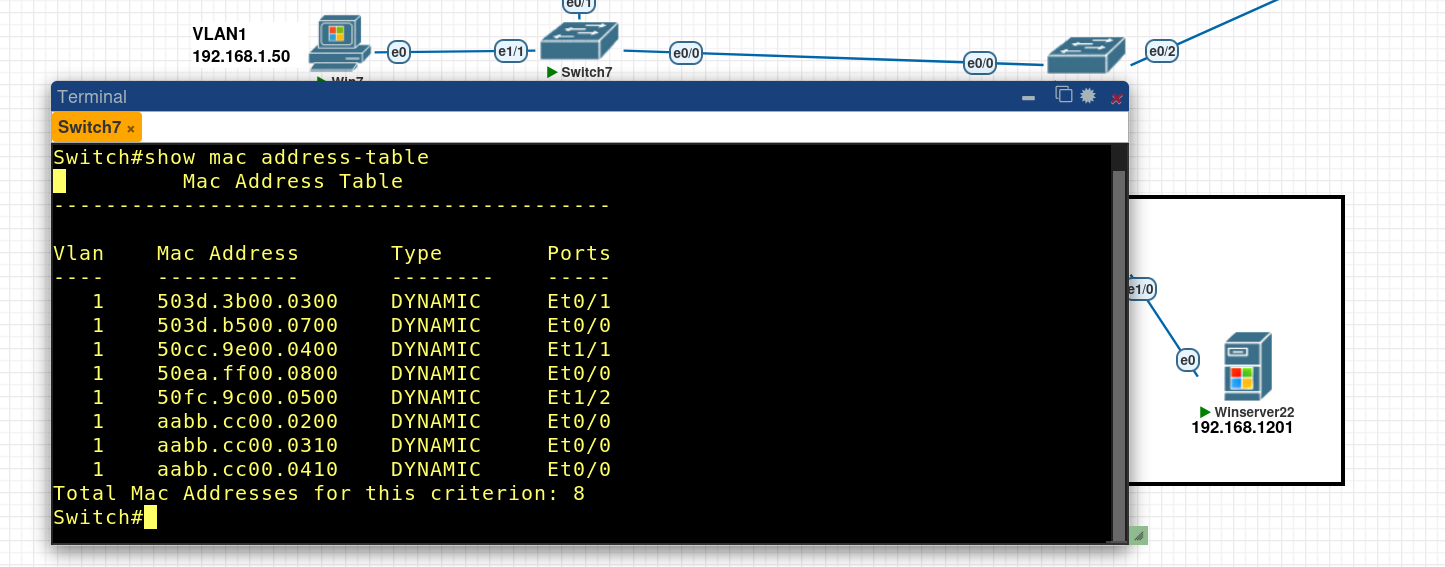 e0/1
VLAN1
192.168.1.50
e0
e1/1
e0/0
e0/0
e0/2
Win7
Switch7
Terminal
Switch7 ×
Switch#show mac address-table
Mac Address Table
-------------------------------------------
Vlan    Mac Address       Type        Ports
----    -----------       --------    -----
1    503d.3b00.0300    DYNAMIC     Et0/1
1    503d.b500.0700    DYNAMIC     Et0/0
1    50cc.9e00.0400    DYNAMIC     Et1/1
1    50ea.ff00.0800    DYNAMIC     Et0/0
1    50fc.9c00.0500    DYNAMIC     Et1/2
1    aabb.cc00.0200    DYNAMIC     Et0/0
1    aabb.cc00.0310    DYNAMIC     Et0/0
1    aabb.cc00.0410    DYNAMIC     Et0/0
Total Mac Addresses for this criterion: 8
Switch#
e1/0
e0
Winserver22
192.168.1201